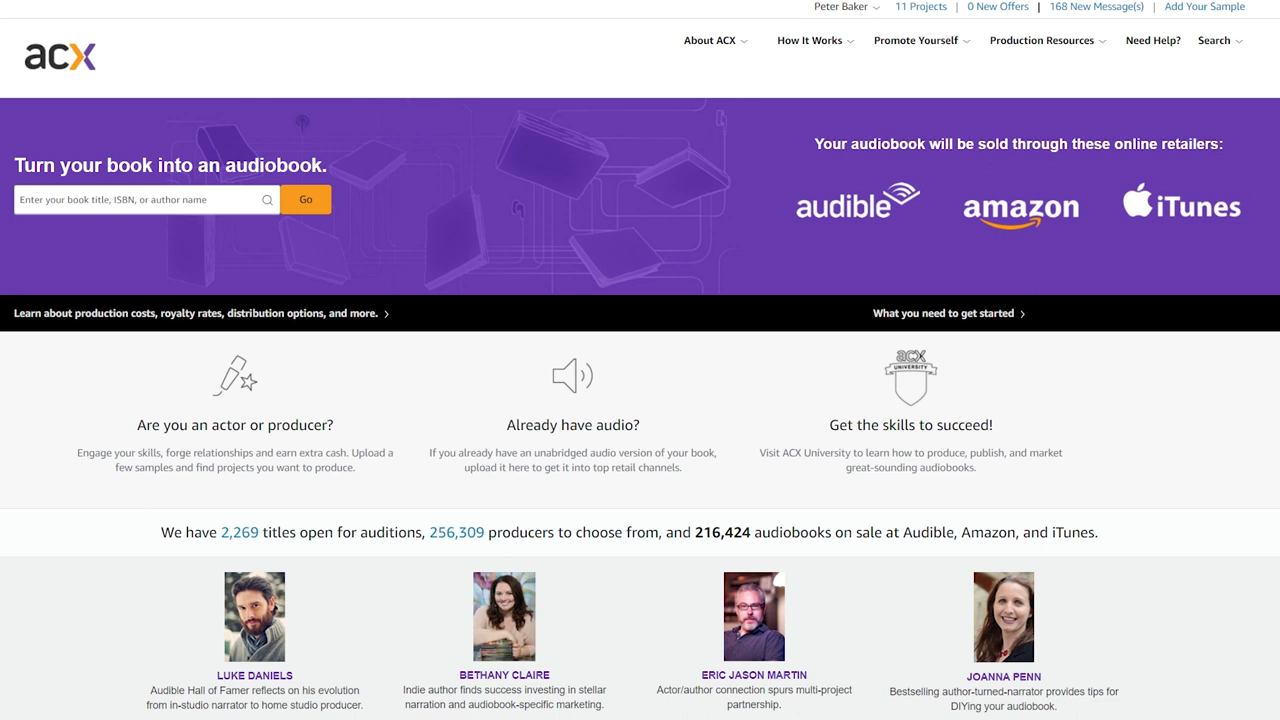 Peter Baker 11 Projects | 0 New Offers | 168 New Message(s) | Add Your Sample
acx
About ACX How It Works Promote Yourself Production Resources Need Help? Search
Turn your book into an audiobook.
Enter your book title, ISBN, or author name Go
Your audiobook will be sold through these online retailers:
audible amazon iTunes
Learn about production costs, royalty rates, distribution options, and more. >
What you need to get started >
acx
UNIVERSITY
Are you an actor or producer?
Engage your skills, forge relationships and earn extra cash. Upload a
few samples and find projects you want to produce.
Already have audio?
If you already have an unabridged audio version of your book,
upload it here to get it into top retail channels.
Get the skills to succeed!
Visit ACX University to learn how to produce, publish, and market
great-sounding audiobooks.
We have 2,269 titles open for auditions, 256,309 producers to choose from, and 216,424 audiobooks on sale at Audible, Amazon, and iTunes.
LUKE DANIELS
Audible Hall of Famer reflects on his evolution
from in-studio narrator to home studio producer.
BETHANY CLAIRE
Indie author finds success investing in stellar
narration and audiobook-specific marketing.
ERIC JASON MARTIN
Actor/author connection spurs multi-project
partnership.
JOANNA PENN
Bestselling author-turned-narrator provides tips for
DIYing your audiobook.